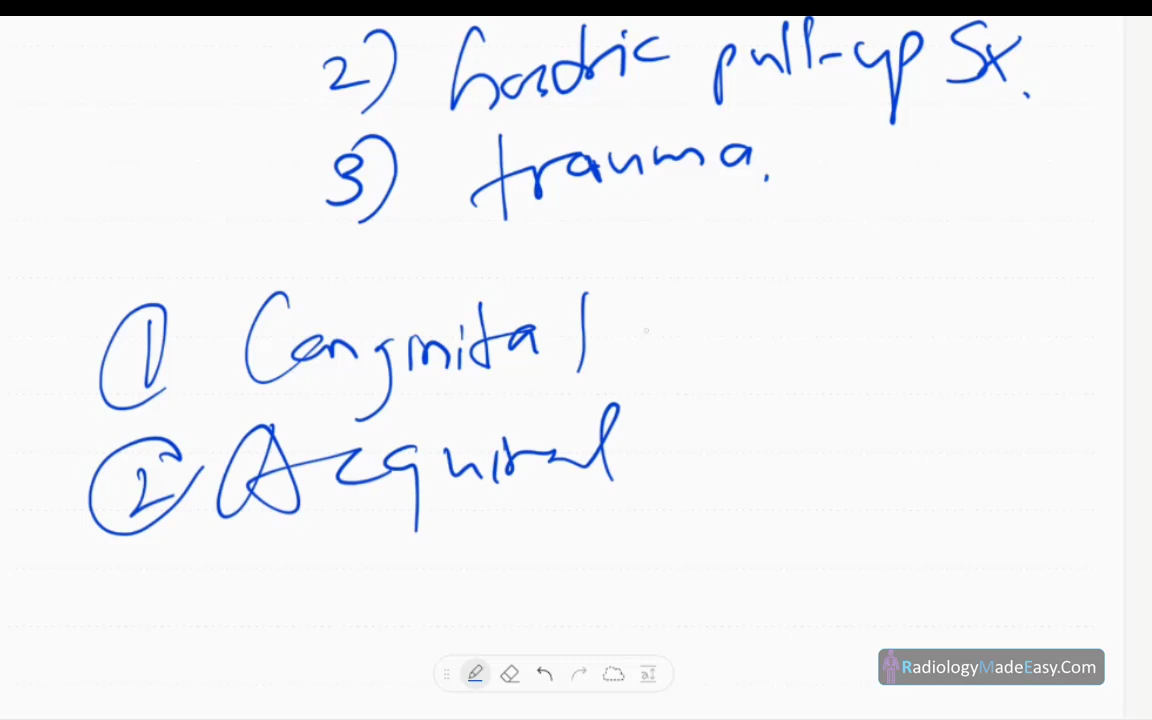 2) Gastric pull-up Sx.
3) trauma.
① Congenital
② Acquired
RadiologyMadeEasy.Com